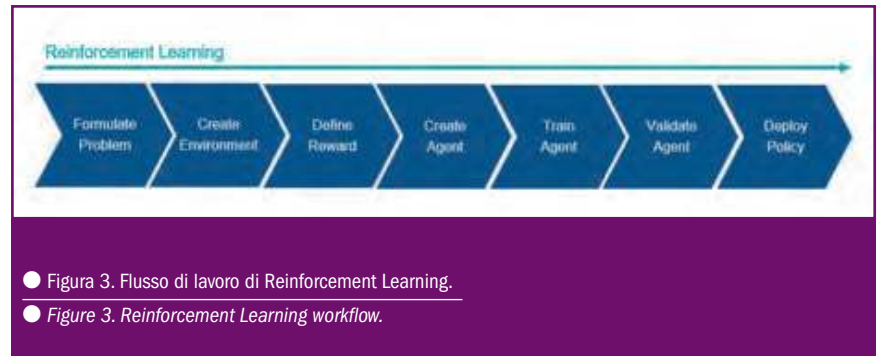 Reinforcement Learning
Formulate
Problem
Create
Environment
Define
Reward
Create
Agent
Train
Agent
Validate
Agent
Deploy
Policy
● Figura 3. Flusso di lavoro di Reinforcement Learning.
● Figure 3. Reinforcement Learning workflow.